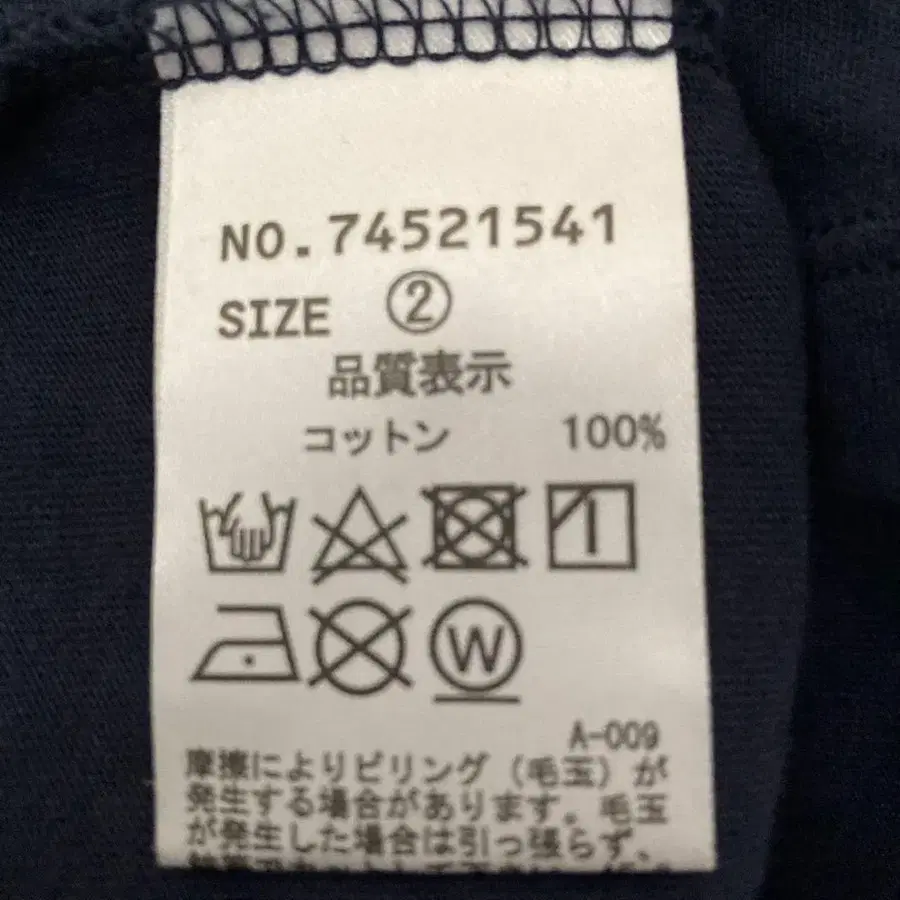 NO.74521541
SIZE ②
品質表示
コットン 100%
W
A-009
摩擦によりピリング(毛玉)が
発生する場合があります。毛玉
が発生した場合は引っ張らず、